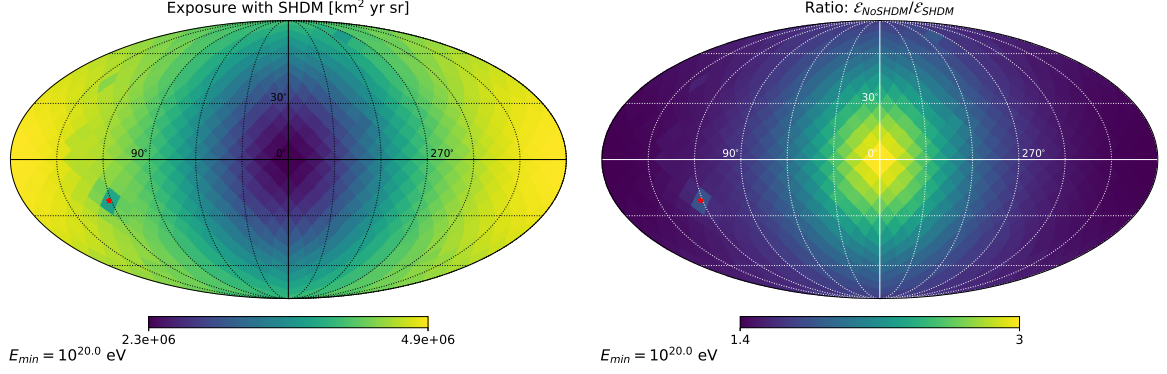 Exposure with SHDM [km² yr sr]
30°
90°
0°
270°
2.3e+06
4.9e+06
E_min = 10^20.0 eV
Ratio: ℰ_NoSHDM/ℰ_SHDM
30°
90°
0°
270°
1.4
3
E_min = 10^20.0 eV